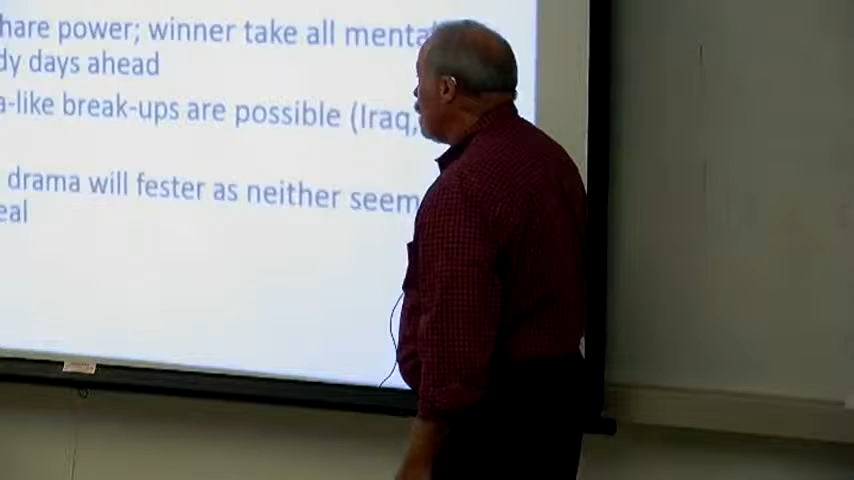 hare power; winner take all menta
dy days ahead
a-like break-ups are possible (Iraq,
drama will fester as neither seem
eal